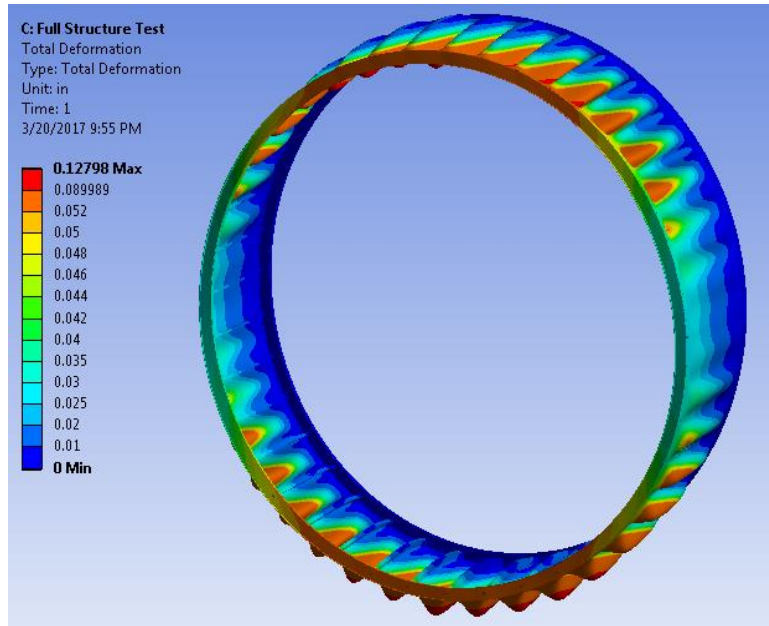 C: Full Structure Test
Total Deformation
Type: Total Deformation
Unit: in
Time: 1
3/20/2017 9:55 PM
0.12798 Max
0.089989
0.052
0.05
0.048
0.046
0.044
0.042
0.04
0.035
0.03
0.025
0.02
0.01
0 Min